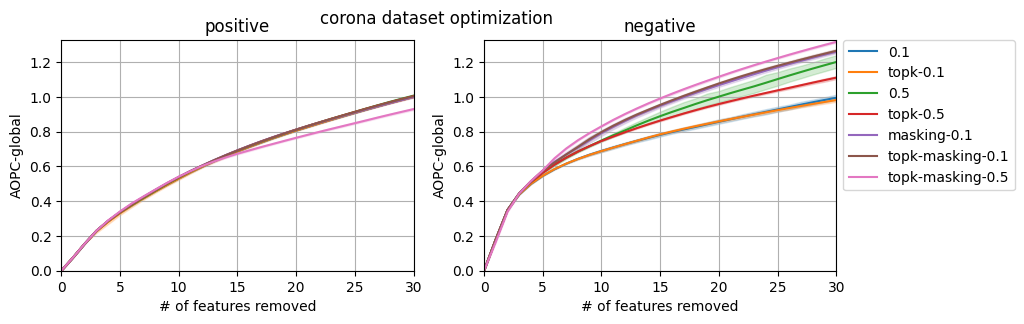 corona dataset optimization
positive
AOPC-global
1.2
1.0
0.8
0.6
0.4
0.2
0.0
0 5 10 15 20 25 30
# of features removed
negative
AOPC-global
1.2
1.0
0.8
0.6
0.4
0.2
0.0
0 5 10 15 20 25 30
# of features removed
0.1
topk-0.1
0.5
topk-0.5
masking-0.1
topk-masking-0.1
topk-masking-0.5